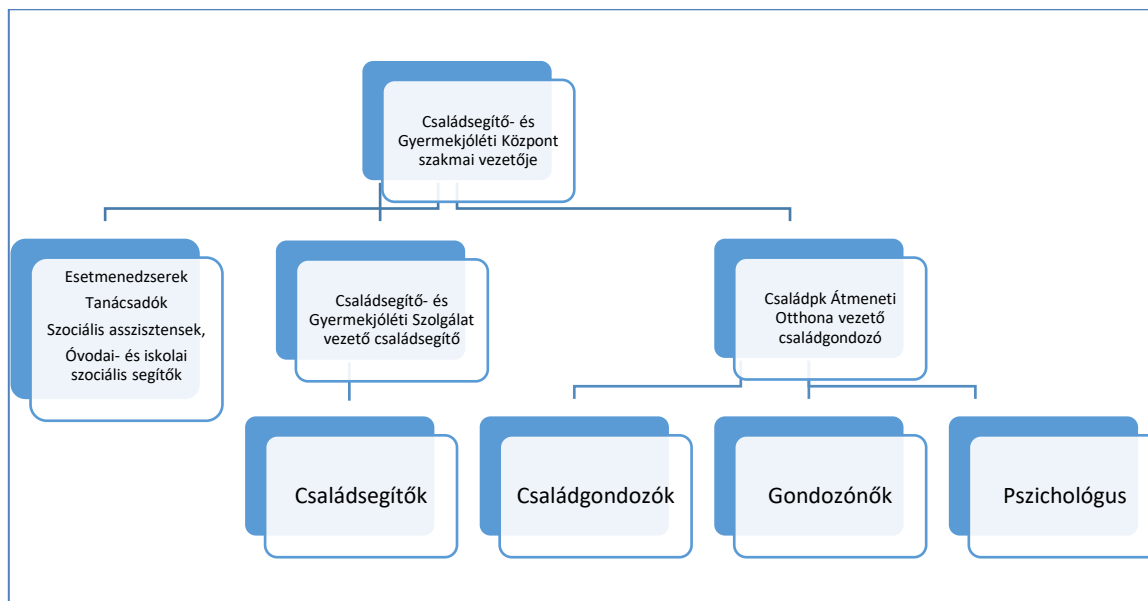 Családsegítő- és
Gyermekjóléti Központ
szakmai vezetője
Esetmenedzserek
Tanácsadók
Szociális asszisztensek,
Óvodai- és iskolai
szociális segítők
Családsegítő- és
Gyermekjóléti Szolgálat
vezető családsegítő
Családpk Átmeneti
Otthona vezető
családgondozó
Családsegítők
Családgondozók
Gondozónők
Pszichológus